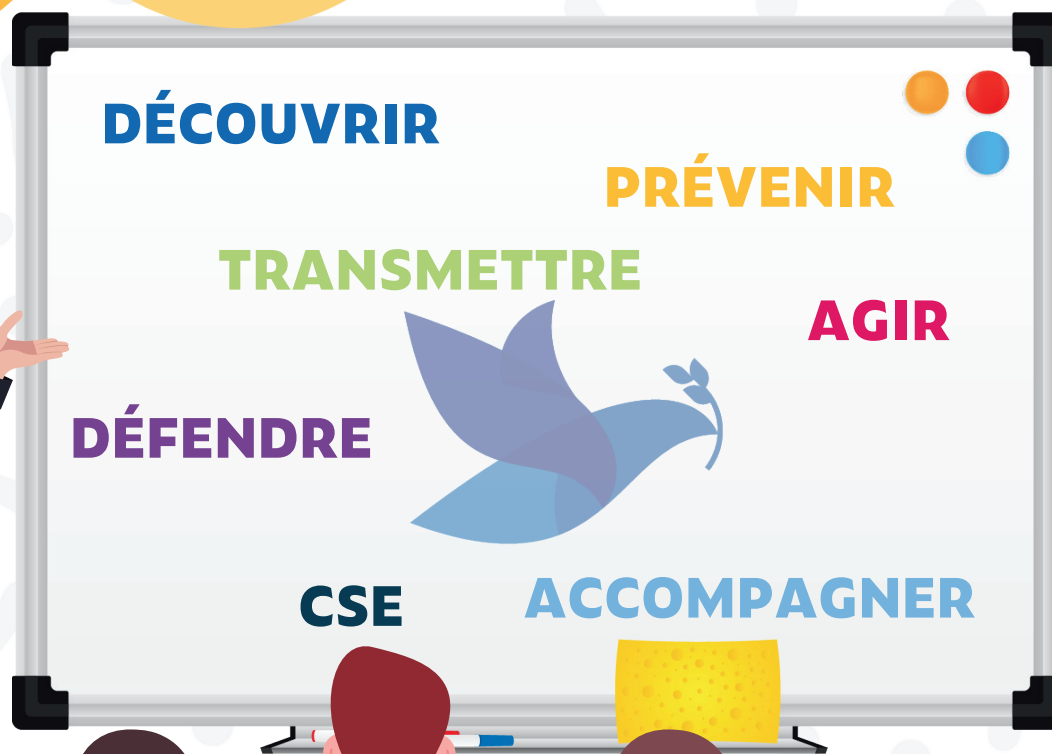 DÉCOUVRIR
PRÉVENIR
TRANSMETTRE
AGIR
DÉFENDRE
ACCOMPAGNER
CSE